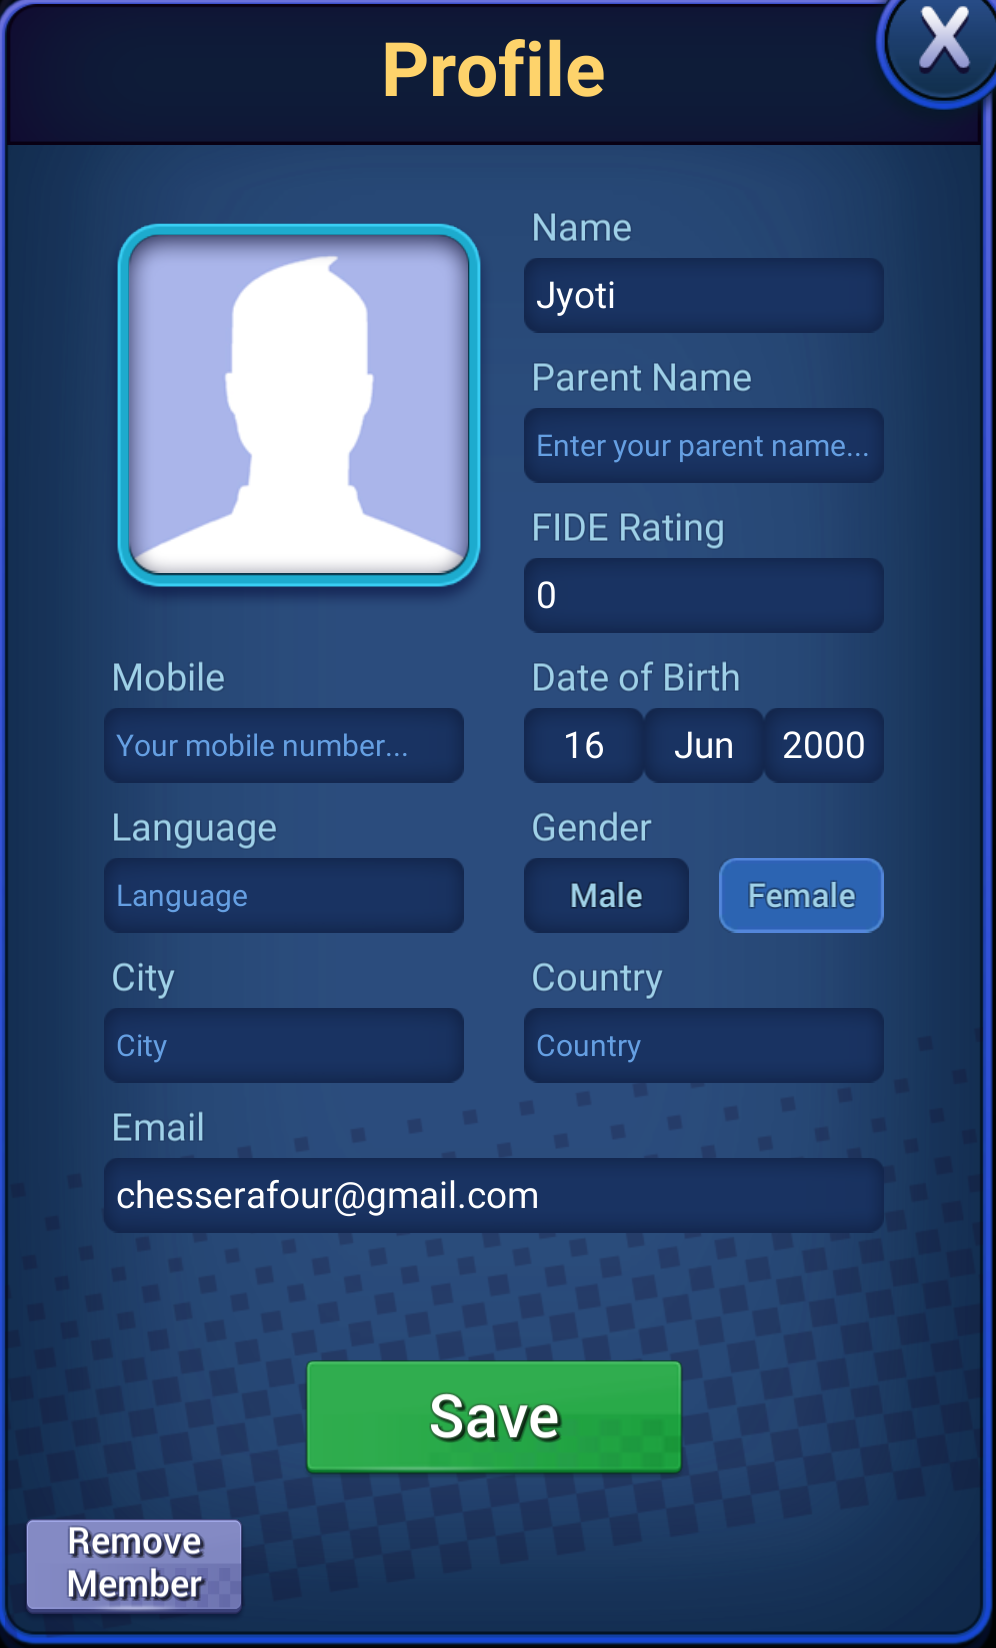 Profile
X
Name
Jyoti
Parent Name
Enter your parent name...
FIDE Rating
0
Mobile
Your mobile number...
Date of Birth
16 Jun 2000
Language
Language
Gender
Male Female
City
City
Country
Country
Email
chesserafour@gmail.com
Save
Remove
Member